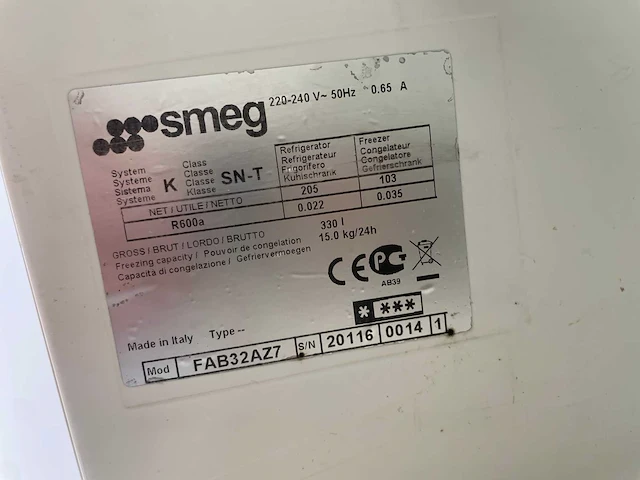 smeg 220-240 V~ 50Hz 0.65 A
System Class Refrigerator Freezer
Systeme K Classe SN-T Refrigerateur Congelateur
Sistema Classe Frigorifero Congelatore
Systeme Klasse Kuhlschrank Gefrierschrank
NET / UTILE / NETTO 205 103
R600a 0.022 0.035
GROSS / BRUT / LORDO / BRUTTO 330 l
Freezing capacity / Pouvoir de congelation 15.0 kg/24h
Capacita di congelazione / Gefriervermoegen
CE
AB39
* ***
Made in Italy Type --
Mod FAB32AZ7 S/N 20116 0014 1